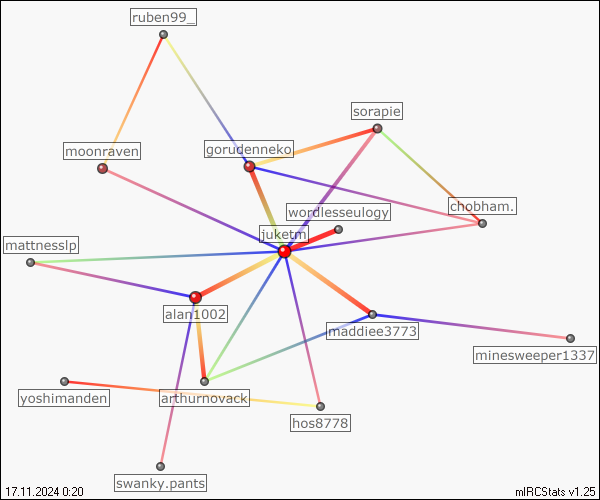 ruben99_
sorapie
gorudenneko
moonraven
wordlesseulogy
chobham.
juketm
mattnesslp
alan1002
maddiee3773
minesweeper1337
yoshimanden
arthurnovack
hos8778
swanky.pants
17.11.2024 0:20
mIRCStats v1.25